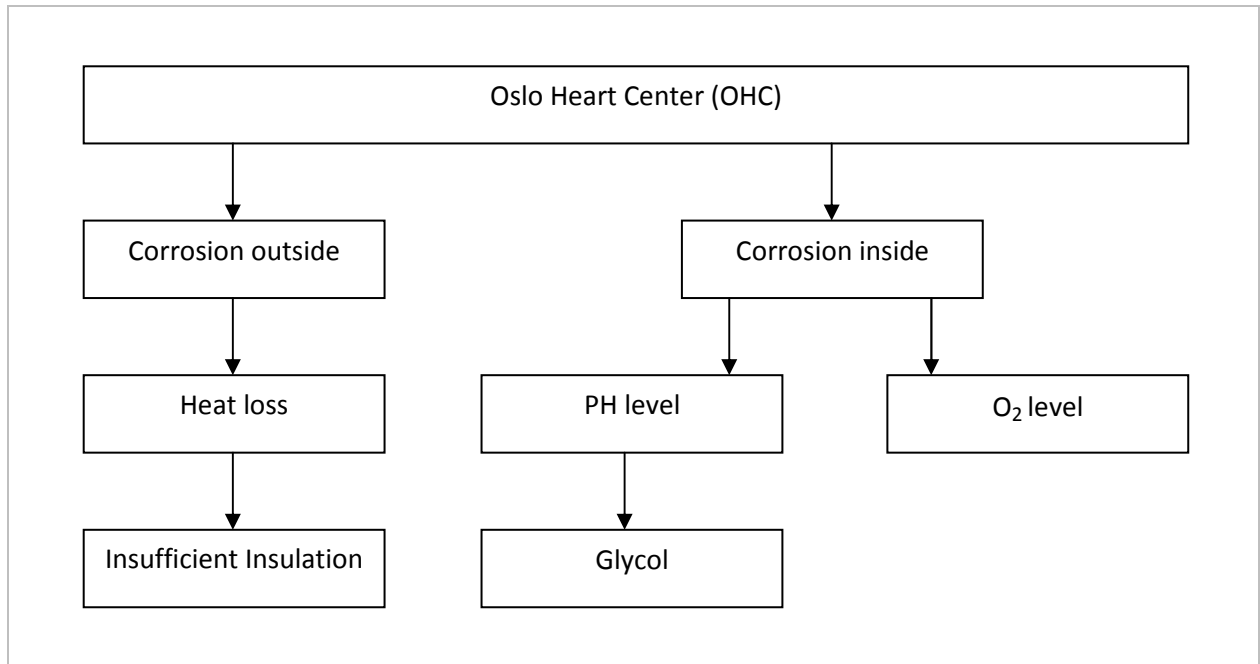 Oslo Heart Center (OHC)
Corrosion outside
Corrosion inside
Heat loss
PH level
O₂ level
Insufficient Insulation
Glycol